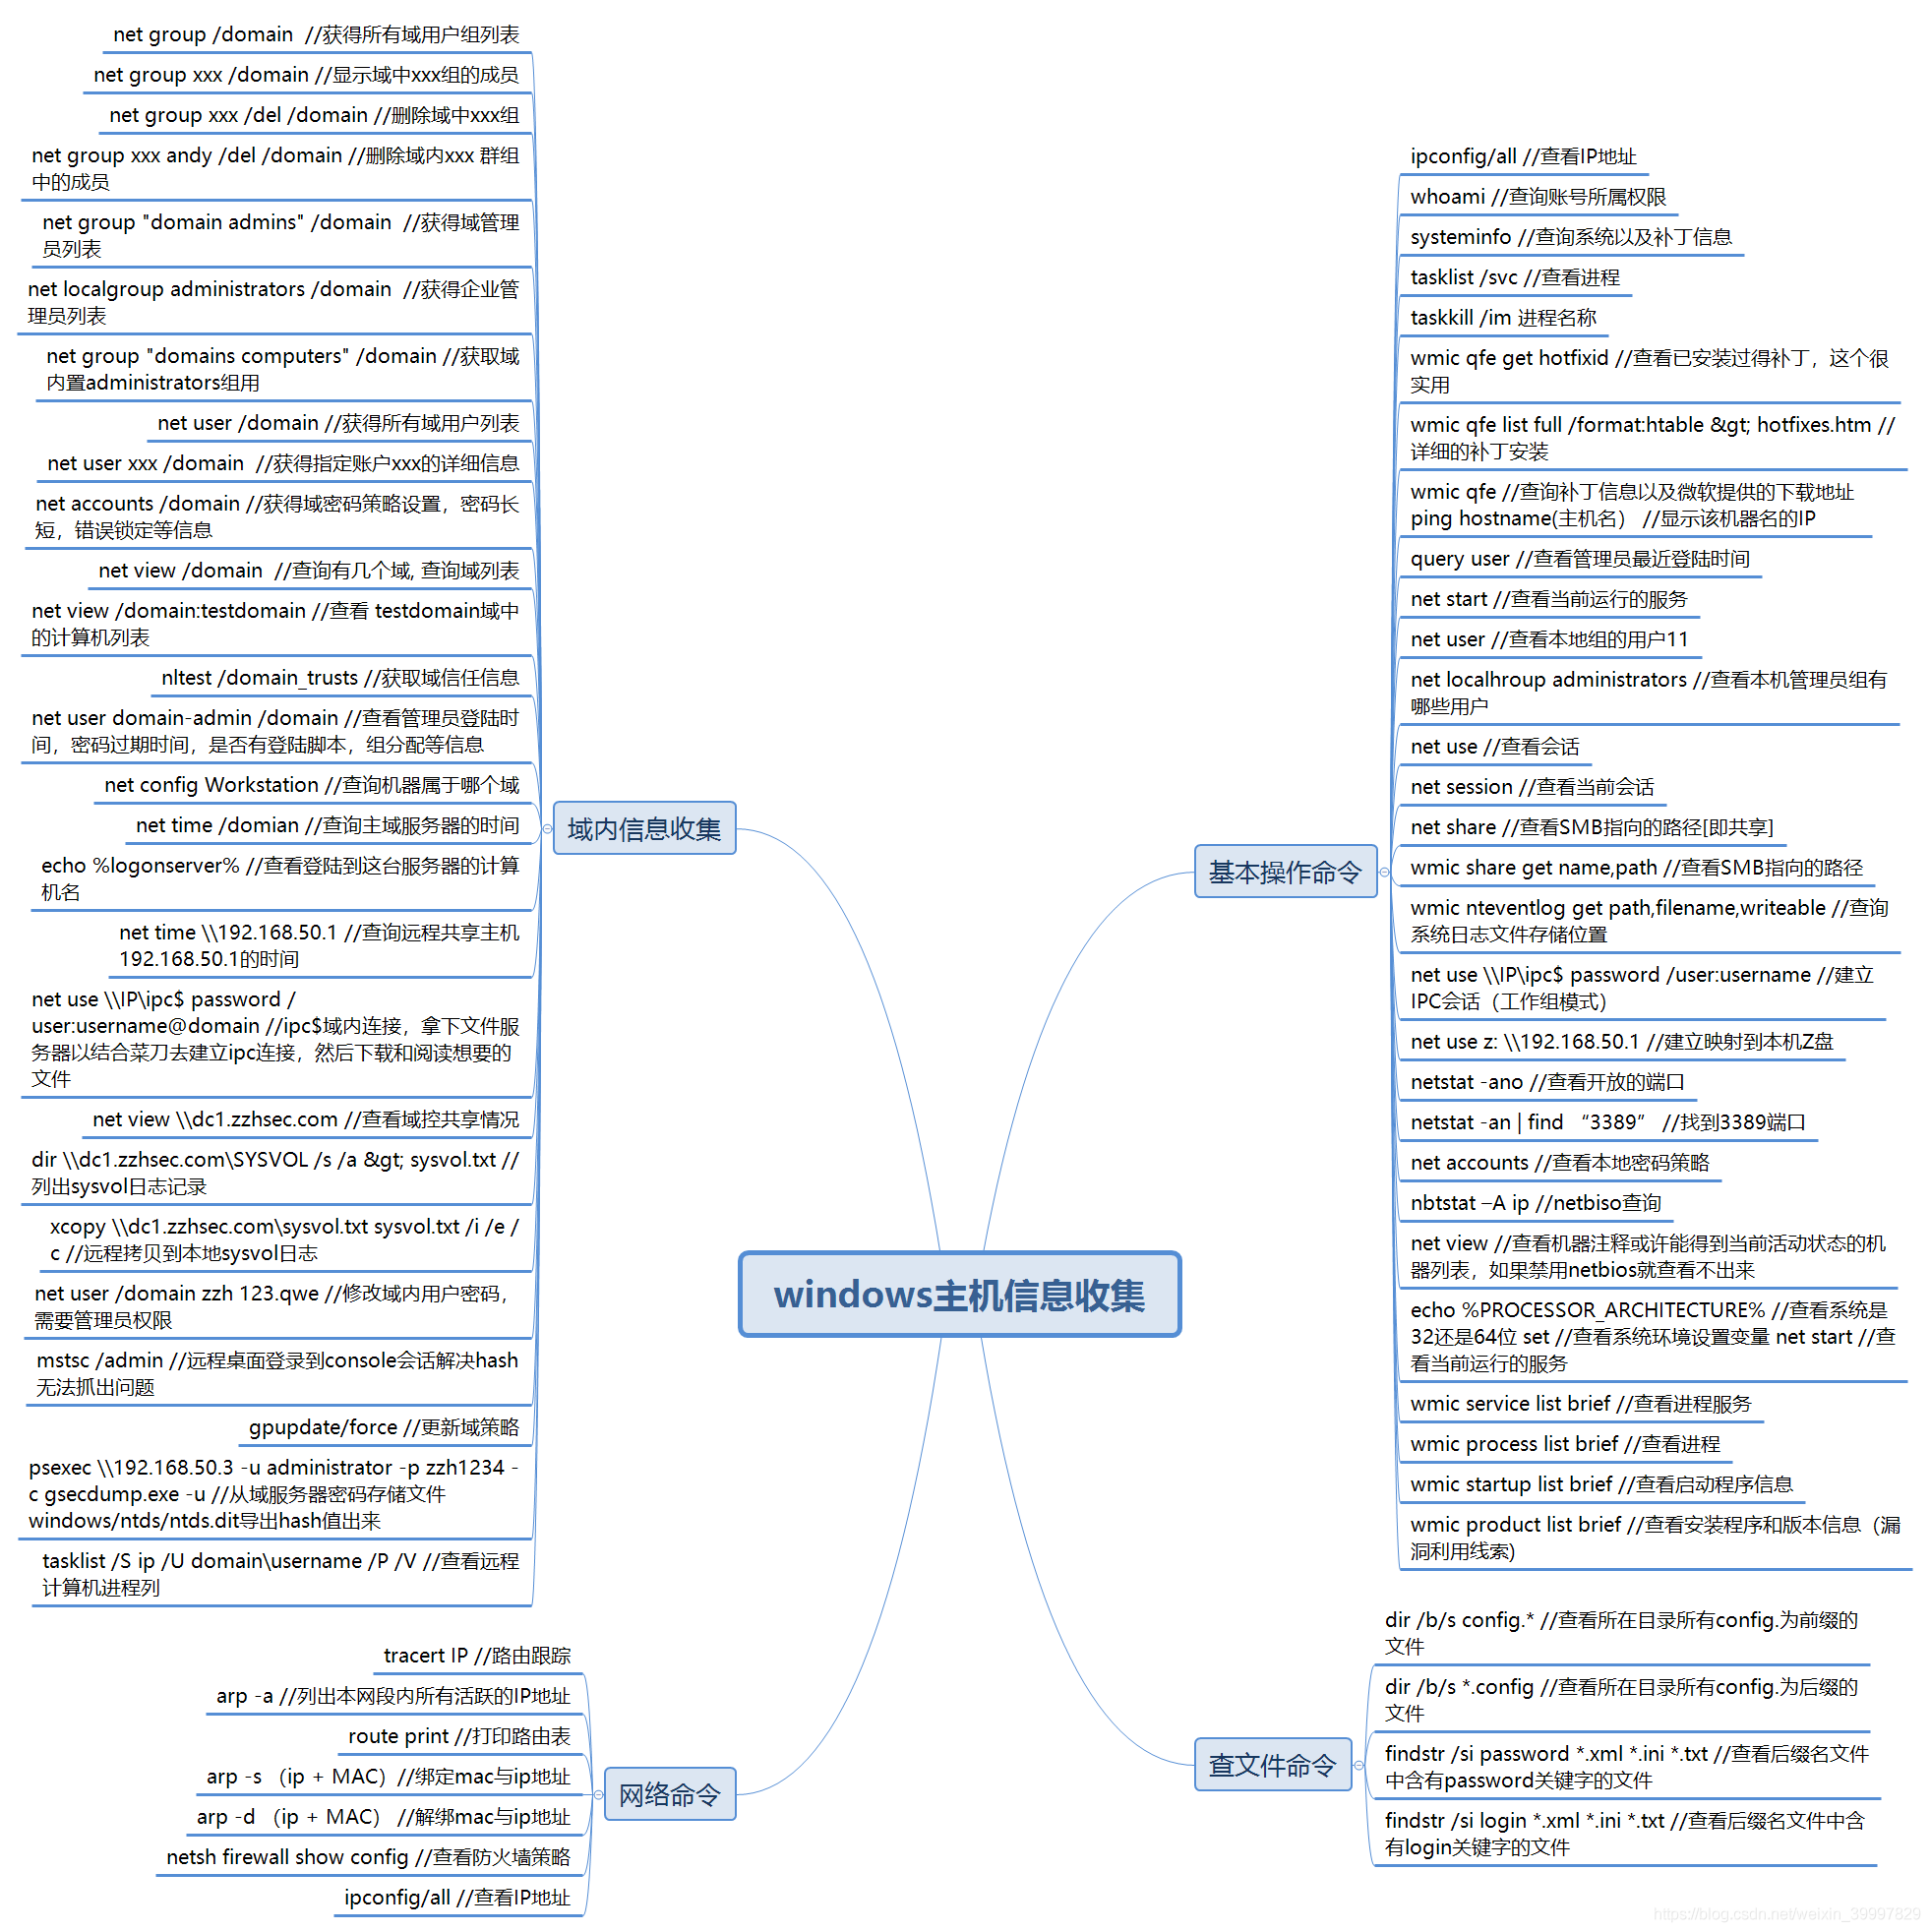 windows主机信息收集
基本操作命令
ipconfig/all //查看IP地址
whoami //查询账号所属权限
systeminfo //查询系统以及补丁信息
tasklist /svc //查看进程
taskkill /im 进程名称
wmic qfe get hotfixid //查看已安装过得补丁，这个很
实用
wmic qfe list full /format:htable &gt; hotfixes.htm //
详细的补丁安装
wmic qfe //查询补丁信息以及微软提供的下载地址
ping hostname(主机名） //显示该机器名的IP
query user //查看管理员最近登陆时间
net start //查看当前运行的服务
net user //查看本地组的用户11
net localhroup administrators //查看本机管理员组有
哪些用户
net use //查看会话
net session //查看当前会话
net share //查看SMB指向的路径[即共享]
wmic share get name,path //查看SMB指向的路径
wmic nteventlog get path,filename,writeable //查询
系统日志文件存储位置
net use \\IP\ipc$ password /user:username //建立
IPC会话（工作组模式）
net use z: \\192.168.50.1 //建立映射到本机Z盘
netstat -ano //查看开放的端口
netstat -an | find “3389” //找到3389端口
net accounts //查看本地密码策略
nbtstat –A ip //netbiso查询
net view //查看机器注释或许能得到当前活动状态的机
器列表，如果禁用netbios就查看不出来
echo %PROCESSOR_ARCHITECTURE% //查看系统是
32还是64位 set //查看系统环境设置变量 net start //查
看当前运行的服务
wmic service list brief //查看进程服务
wmic process list brief //查看进程
wmic startup list brief //查看启动程序信息
wmic product list brief //查看安装程序和版本信息（漏
洞利用线索)
查文件命令
dir /b/s config.* //查看所在目录所有config.为前缀的
文件
dir /b/s *.config //查看所在目录所有config.为后缀的
文件
findstr /si password *.xml *.ini *.txt //查看后缀名文件
中含有password关键字的文件
findstr /si login *.xml *.ini *.txt //查看后缀名文件中含
有login关键字的文件
域内信息收集
net group /domain  //获得所有域用户组列表
net group xxx /domain //显示域中xxx组的成员
net group xxx /del /domain //删除域中xxx组
net group xxx andy /del /domain //删除域内xxx 群组
中的成员
net group "domain admins" /domain  //获得域管理
员列表
net localgroup administrators /domain  //获得企业管
理员列表
net group "domains computers" /domain //获取域
内置administrators组用
net user /domain //获得所有域用户列表
net user xxx /domain  //获得指定账户xxx的详细信息
net accounts /domain //获得域密码策略设置，密码长
短，错误锁定等信息
net view /domain  //查询有几个域, 查询域列表
net view /domain:testdomain //查看 testdomain域中
的计算机列表
nltest /domain_trusts //获取域信任信息
net user domain-admin /domain //查看管理员登陆时
间，密码过期时间，是否有登陆脚本，组分配等信息
net config Workstation //查询机器属于哪个域
net time /domian //查询主域服务器的时间
echo %logonserver% //查看登陆到这台服务器的计算
机名
net time \\192.168.50.1 //查询远程共享主机
192.168.50.1的时间
net use \\IP\ipc$ password /
user:username@domain //ipc$域内连接，拿下文件服
务器以结合菜刀去建立ipc连接，然后下载和阅读想要的
文件
net view \\dc1.zzhsec.com //查看域控共享情况
dir \\dc1.zzhsec.com\SYSVOL /s /a &gt; sysvol.txt //
列出sysvol日志记录
xcopy \\dc1.zzhsec.com\sysvol.txt sysvol.txt /i /e /
c //远程拷贝到本地sysvol日志
net user /domain zzh 123.qwe //修改域内用户密码，
需要管理员权限
mstsc /admin //远程桌面登录到console会话解决hash
无法抓出问题
gpupdate/force //更新域策略
psexec \\192.168.50.3 -u administrator -p zzh1234 -
c gsecdump.exe -u //从域服务器密码存储文件
windows/ntds/ntds.dit导出hash值出来
tasklist /S ip /U domain\username /P /V //查看远程
计算机进程列
网络命令
tracert IP //路由跟踪
arp -a //列出本网段内所有活跃的IP地址
route print //打印路由表
arp -s （ip + MAC）//绑定mac与ip地址
arp -d （ip + MAC） //解绑mac与ip地址
netsh firewall show config //查看防火墙策略
ipconfig/all //查看IP地址
https://blog.csdn.net/weixin_39997829